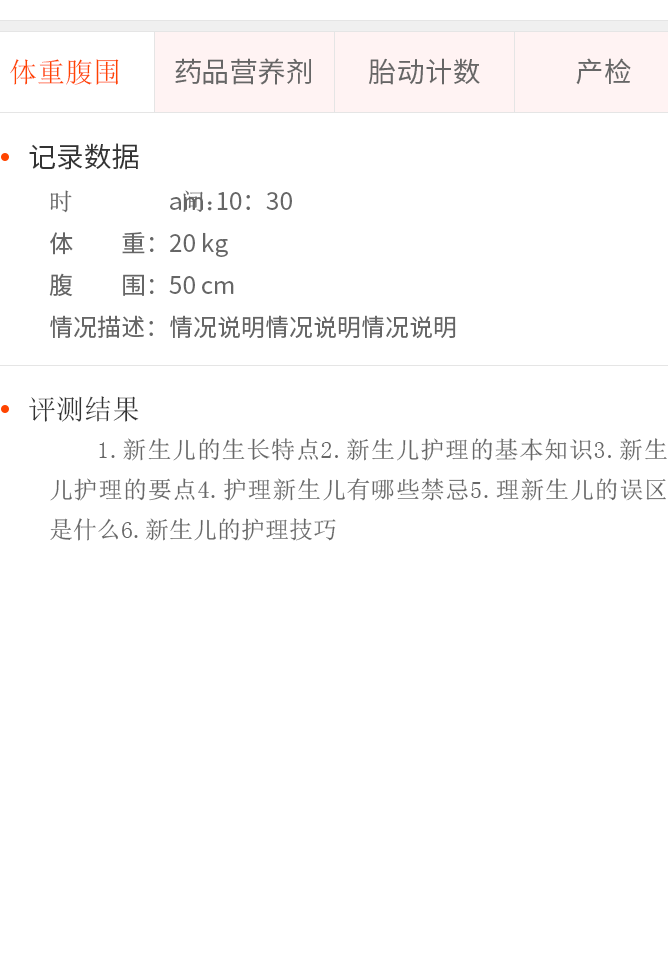 体重腹围 药品营养剂 胎动计数 产检
记录数据
时 间：am 10：30
体 重：20 kg
腹 围：50 cm
情况描述：情况说明情况说明情况说明
评测结果
1.新生儿的生长特点2.新生儿护理的基本知识3.新生
儿护理的要点4.护理新生儿有哪些禁忌5.理新生儿的误区
是什么6.新生儿的护理技巧